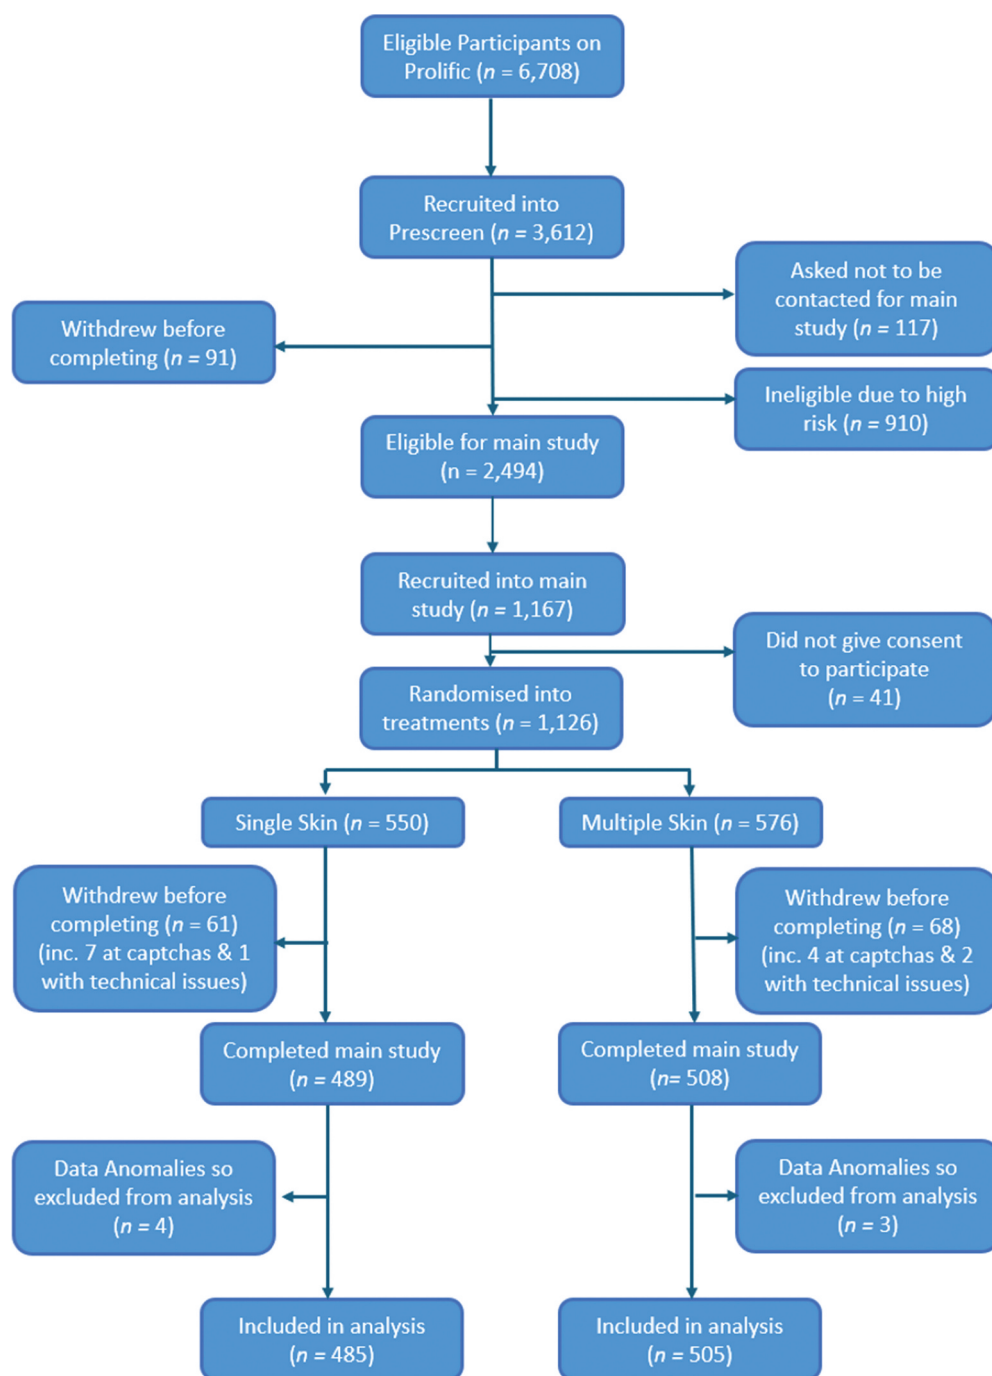 Eligible Participants on
Prolific (n = 6,708)
Recruited into
Prescreen (n = 3,612)
Asked not to be
contacted for main
study (n = 117)
Withdrew before
completing (n = 91)
Ineligible due to high
risk (n = 910)
Eligible for main study
(n = 2,494)
Recruited into main
study (n = 1,167)
Did not give consent
to participate
(n = 41)
Randomised into
treatments (n = 1,126)
Single Skin (n = 550)
Multiple Skin (n = 576)
Withdrew before
completing (n = 61)
(inc. 7 at captchas & 1
with technical issues)
Withdrew before
completing (n = 68)
(inc. 4 at captchas & 2
with technical issues)
Completed main study
(n = 489)
Completed main study
(n= 508)
Data Anomalies so
excluded from analysis
(n = 4)
Data Anomalies so
excluded from analysis
(n = 3)
Included in analysis
(n = 485)
Included in analysis
(n = 505)